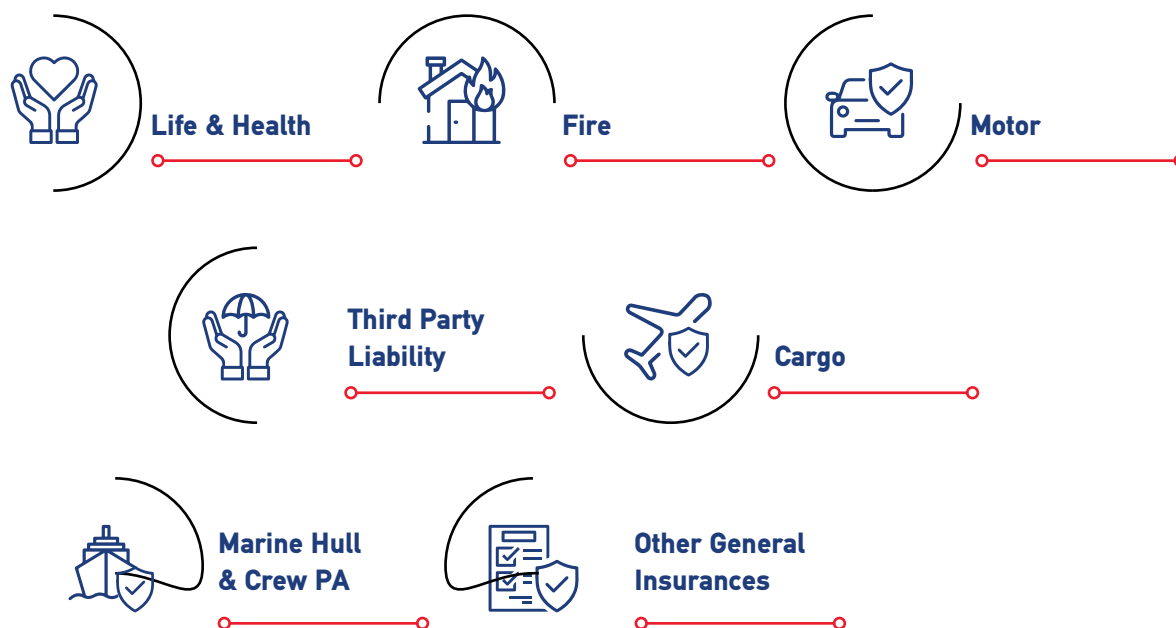 Life & Health
Fire
Motor
Third Party
Liability
Cargo
Marine Hull
& Crew PA
Other General
Insurances